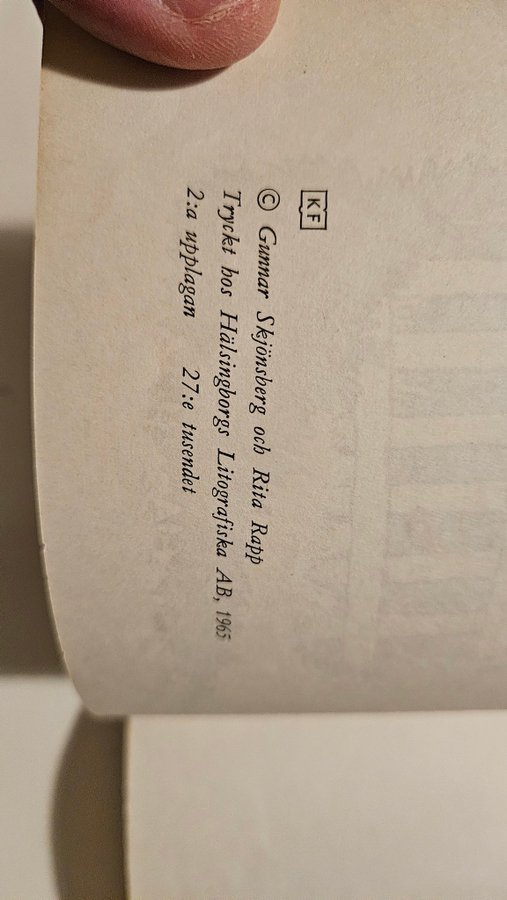 KF
© Gunnar Skjönsberg och Rita Rapp
Tryckt hos Hälsingborgs Litografiska AB, 1965
2:a upplagan 27:e tusendet